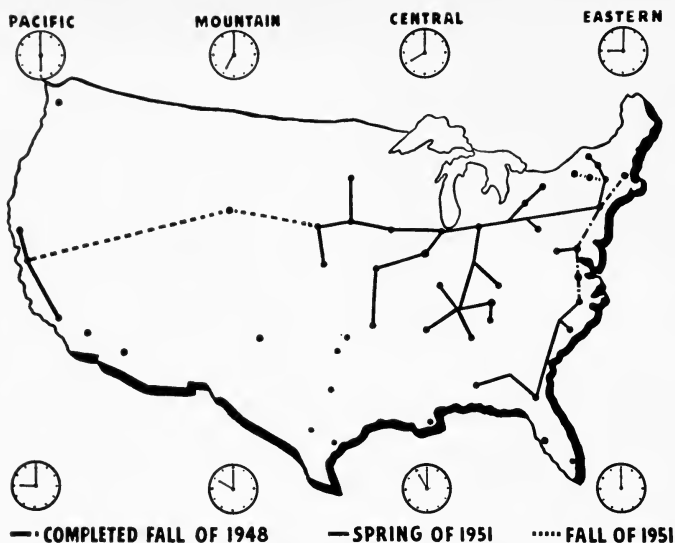 PACIFIC MOUNTAIN CENTRAL EASTERN
COMPLETED FALL OF 1948 SPRING OF 1951 FALL OF 1951